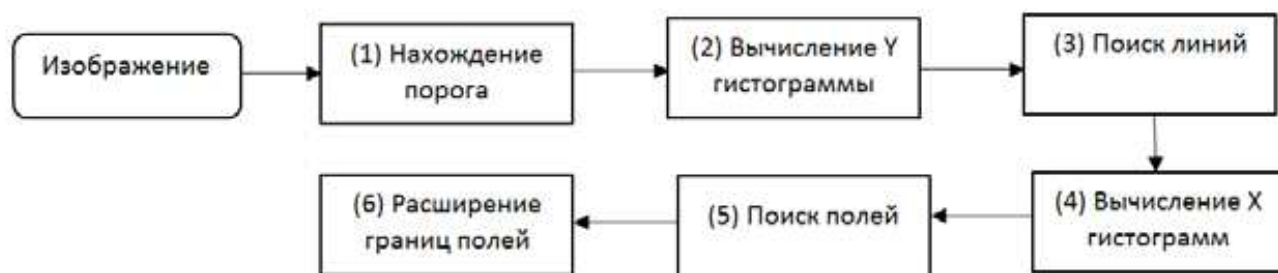 Изображение
(1) Нахождение
порога
(2) Вычисление Y
гистограммы
(3) Поиск линий
(4) Вычисление X
гистограмм
(5) Поиск полей
(6) Расширение
границ полей